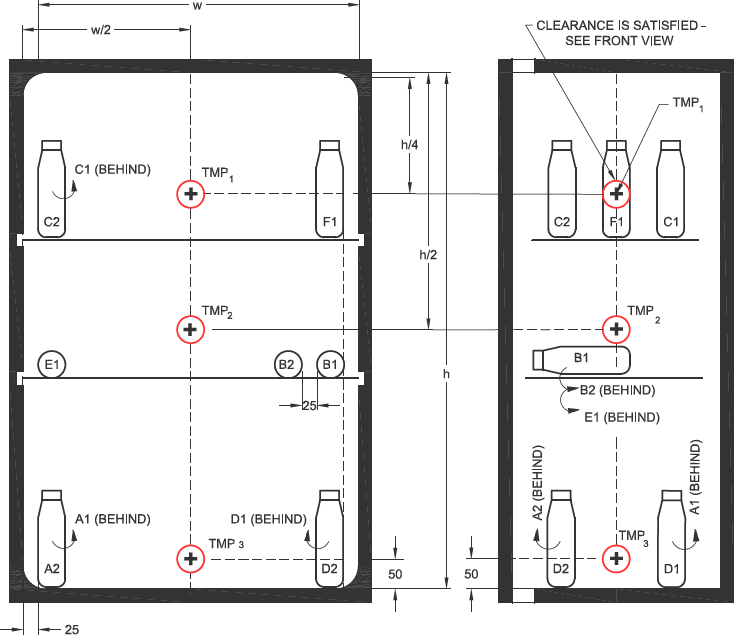 w
CLEARANCE IS SATISFIED -
SEE FRONT VIEW
w/2
TMP1
h/4
C1 (BEHIND)
TMP1
C2
F1
C2
F1
C1
h/2
TMP2
TMP2
E1
B2
B1
B1
h
25
B2 (BEHIND)
E1 (BEHIND)
A2 (BEHIND)
A1 (BEHIND)
A1 (BEHIND)
D1 (BEHIND)
TMP3
TMP3
A2
D2
50
50
D2
D1
25